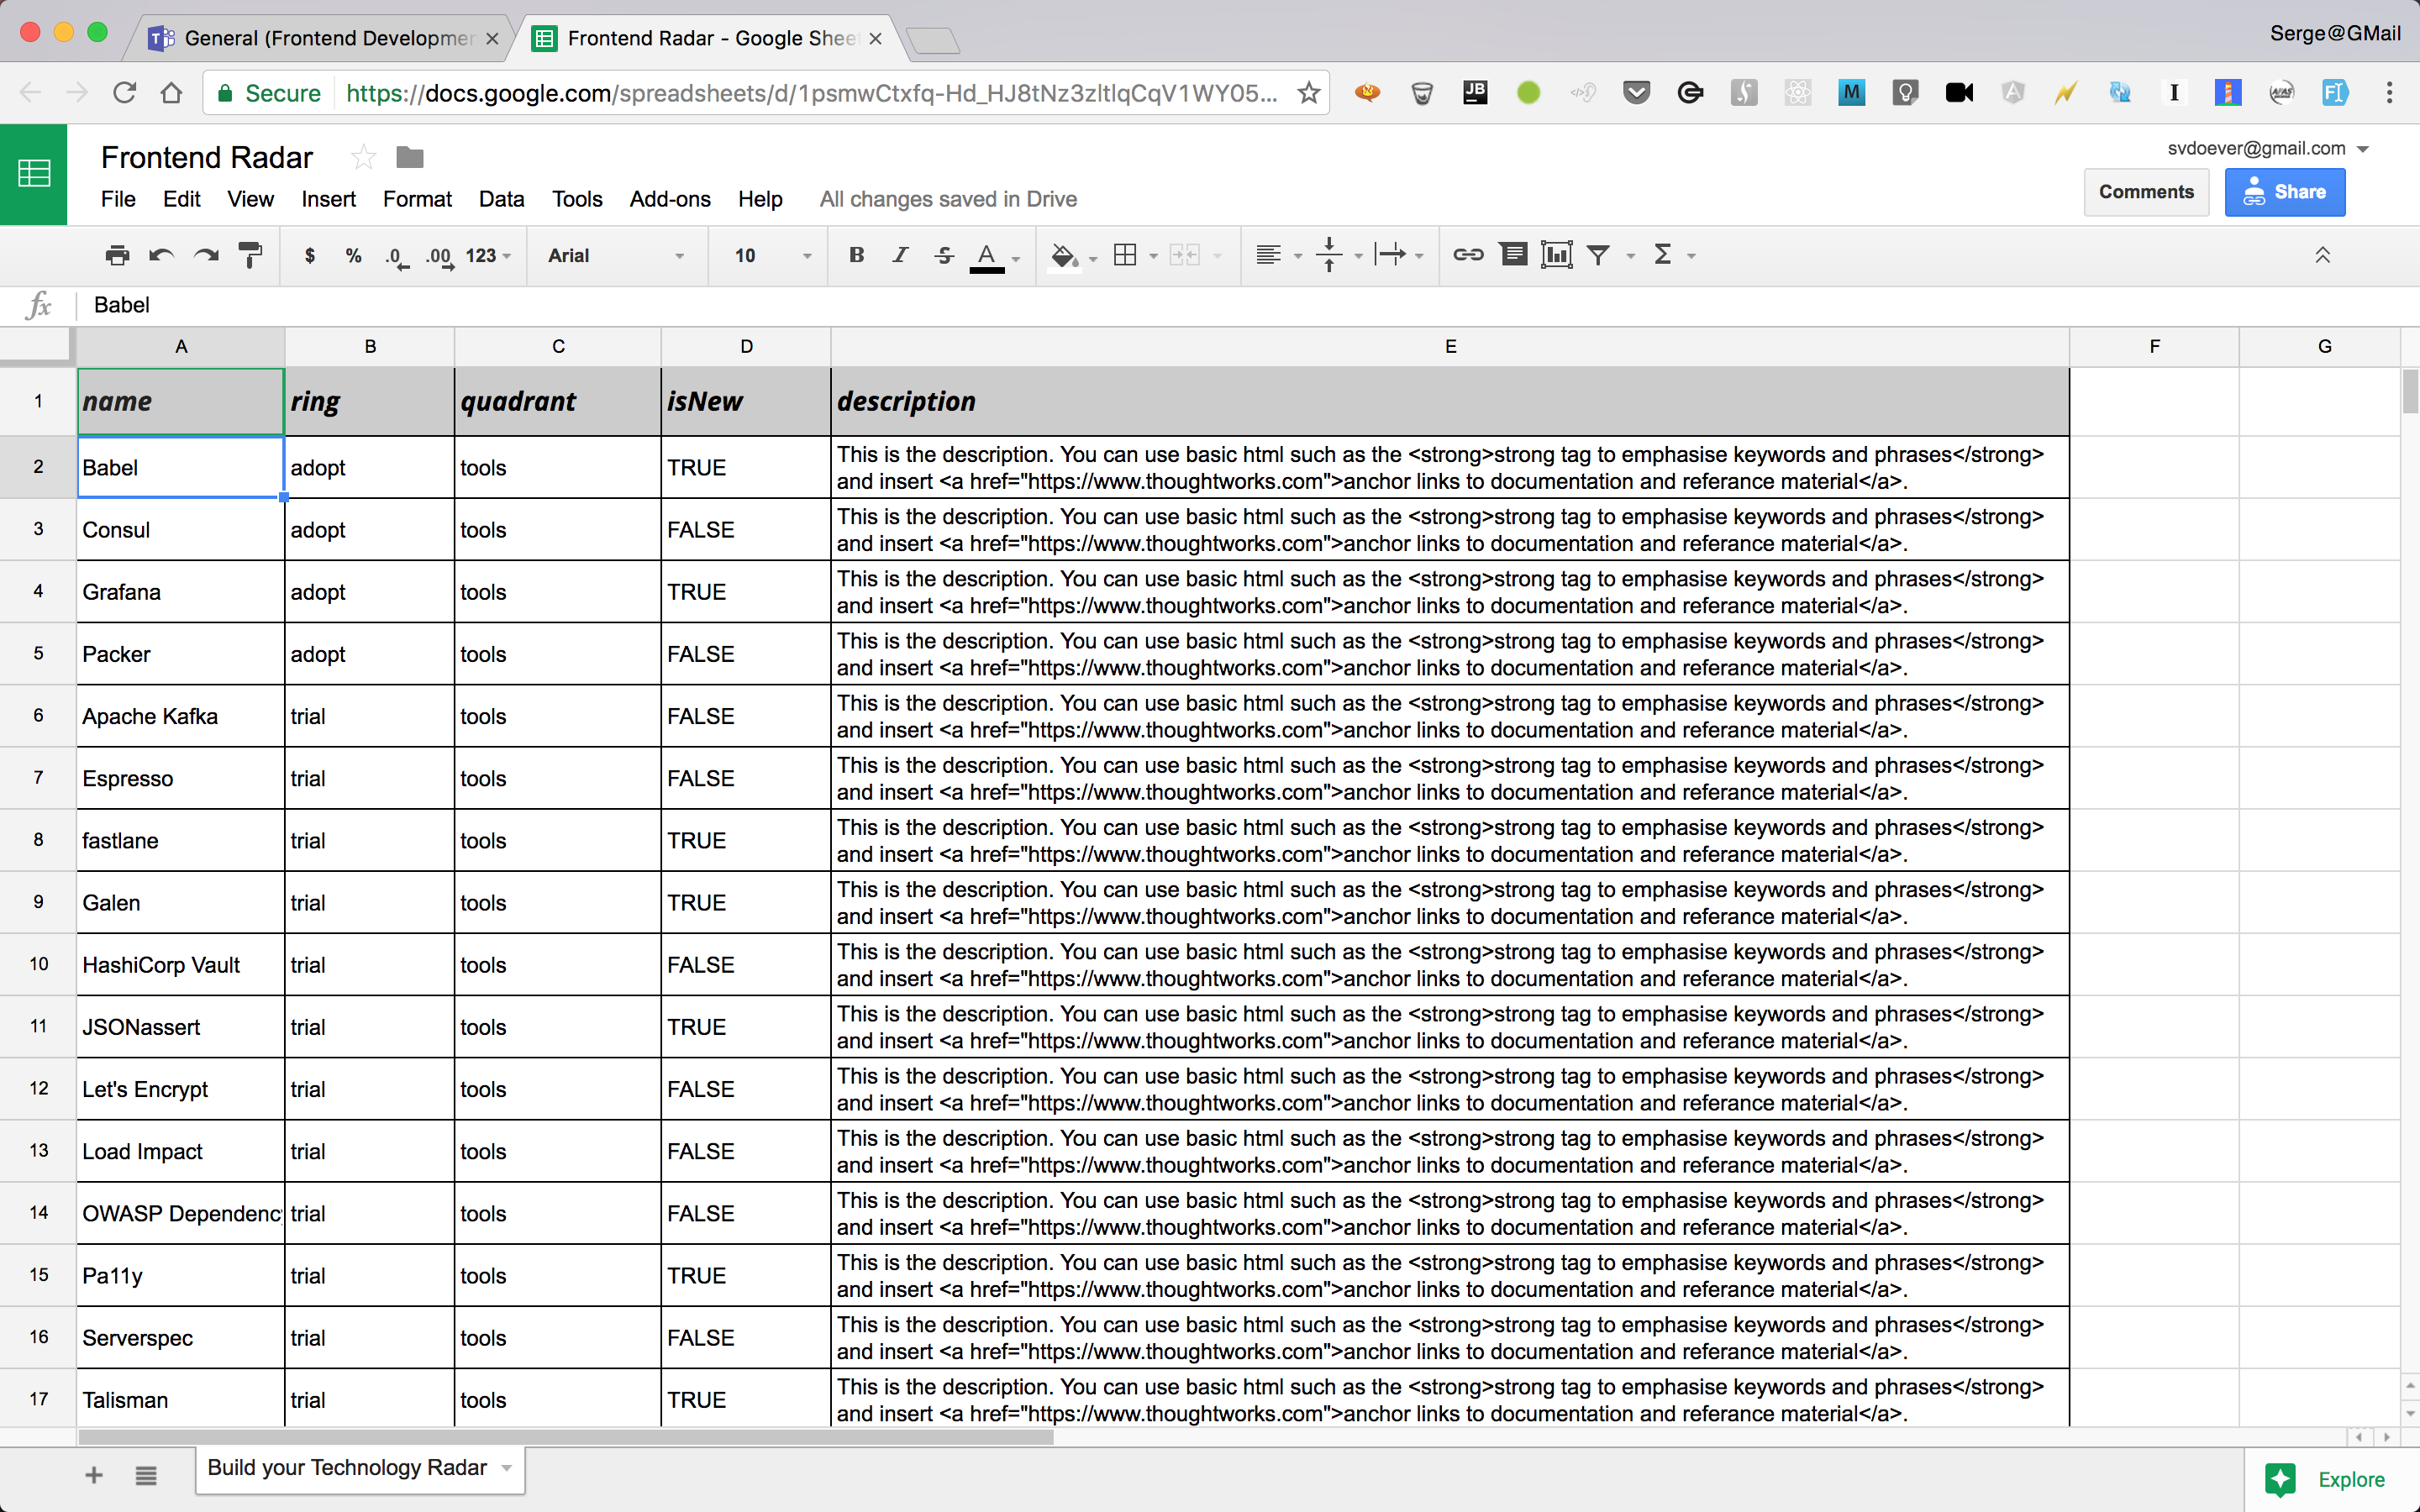 General (Frontend Developmen
Frontend Radar - Google Shee
Serge@GMail
Secure https://docs.google.com/spreadsheets/d/1psmwCtxfq-Hd_HJ8tNz3zltlqCqV1WY05...
Frontend Radar
svdoever@gmail.com
File Edit View Insert Format Data Tools Add-ons Help All changes saved in Drive
Comments Share
$ % .0 .00 123 Arial 10 B I S A
fx Babel
A B C D E F G
1 name ring quadrant isNew description
2 Babel adopt tools TRUE This is the description. You can use basic html such as the <strong>strong tag to emphasise keywords and phrases</strong>
and insert <a href="https://www.thoughtworks.com">anchor links to documentation and referance material</a>.
3 Consul adopt tools FALSE This is the description. You can use basic html such as the <strong>strong tag to emphasise keywords and phrases</strong>
and insert <a href="https://www.thoughtworks.com">anchor links to documentation and referance material</a>.
4 Grafana adopt tools TRUE This is the description. You can use basic html such as the <strong>strong tag to emphasise keywords and phrases</strong>
and insert <a href="https://www.thoughtworks.com">anchor links to documentation and referance material</a>.
5 Packer adopt tools FALSE This is the description. You can use basic html such as the <strong>strong tag to emphasise keywords and phrases</strong>
and insert <a href="https://www.thoughtworks.com">anchor links to documentation and referance material</a>.
6 Apache Kafka trial tools FALSE This is the description. You can use basic html such as the <strong>strong tag to emphasise keywords and phrases</strong>
and insert <a href="https://www.thoughtworks.com">anchor links to documentation and referance material</a>.
7 Espresso trial tools FALSE This is the description. You can use basic html such as the <strong>strong tag to emphasise keywords and phrases</strong>
and insert <a href="https://www.thoughtworks.com">anchor links to documentation and referance material</a>.
8 fastlane trial tools TRUE This is the description. You can use basic html such as the <strong>strong tag to emphasise keywords and phrases</strong>
and insert <a href="https://www.thoughtworks.com">anchor links to documentation and referance material</a>.
9 Galen trial tools TRUE This is the description. You can use basic html such as the <strong>strong tag to emphasise keywords and phrases</strong>
and insert <a href="https://www.thoughtworks.com">anchor links to documentation and referance material</a>.
10 HashiCorp Vault trial tools FALSE This is the description. You can use basic html such as the <strong>strong tag to emphasise keywords and phrases</strong>
and insert <a href="https://www.thoughtworks.com">anchor links to documentation and referance material</a>.
11 JSONassert trial tools TRUE This is the description. You can use basic html such as the <strong>strong tag to emphasise keywords and phrases</strong>
and insert <a href="https://www.thoughtworks.com">anchor links to documentation and referance material</a>.
12 Let's Encrypt trial tools FALSE This is the description. You can use basic html such as the <strong>strong tag to emphasise keywords and phrases</strong>
and insert <a href="https://www.thoughtworks.com">anchor links to documentation and referance material</a>.
13 Load Impact trial tools FALSE This is the description. You can use basic html such as the <strong>strong tag to emphasise keywords and phrases</strong>
and insert <a href="https://www.thoughtworks.com">anchor links to documentation and referance material</a>.
14 OWASP Dependency trial tools FALSE This is the description. You can use basic html such as the <strong>strong tag to emphasise keywords and phrases</strong>
and insert <a href="https://www.thoughtworks.com">anchor links to documentation and referance material</a>.
15 Pa11y trial tools TRUE This is the description. You can use basic html such as the <strong>strong tag to emphasise keywords and phrases</strong>
and insert <a href="https://www.thoughtworks.com">anchor links to documentation and referance material</a>.
16 Serverspec trial tools FALSE This is the description. You can use basic html such as the <strong>strong tag to emphasise keywords and phrases</strong>
and insert <a href="https://www.thoughtworks.com">anchor links to documentation and referance material</a>.
17 Talisman trial tools TRUE This is the description. You can use basic html such as the <strong>strong tag to emphasise keywords and phrases</strong>
and insert <a href="https://www.thoughtworks.com">anchor links to documentation and referance material</a>.
Build your Technology Radar
Explore